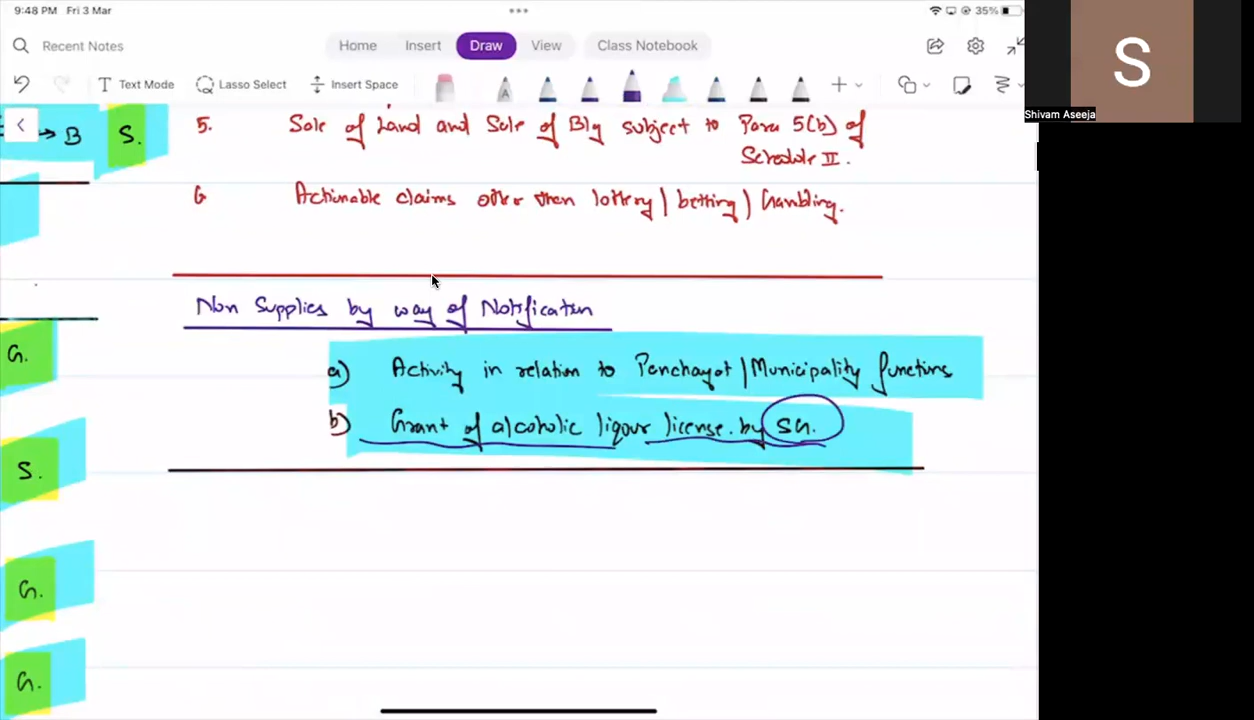 9:48 PM Fri 3 Mar
35%
Recent Notes
Home Insert Draw View Class Notebook
Text Mode Lasso Select Insert Space
S
Shivam Aseeja
→ B S.
5. Sale of Land and Sale of Blg subject to Para 5(b) of
Schedule II.
6 Actionable claims other than lottery / betting / Gambling.
Non Supplies by way of Notification
a) Activity in relation to Panchayat / Municipality functions
b) Grant of alcoholic liquor license. by SG.
G.
S.
G.
G.